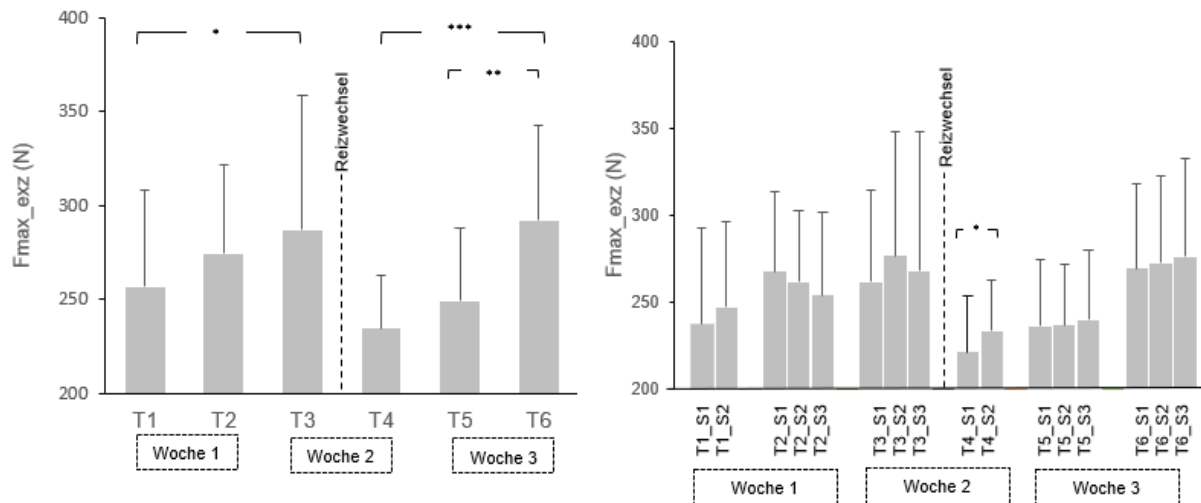 400
350
300
250
200
Fmax_exz (N)
*
***
**
Reizwechsel
T1 T2 T3 T4 T5 T6
Woche 1 Woche 2 Woche 3
400
350
300
250
200
Fmax_exz (N)
Reizwechsel
*
T1_S1
T1_S2
T2_S1
T2_S2
T2_S3
T3_S1
T3_S2
T3_S3
T4_S1
T4_S2
T5_S1
T5_S2
T5_S3
T6_S1
T6_S2
T6_S3
Woche 1 Woche 2 Woche 3